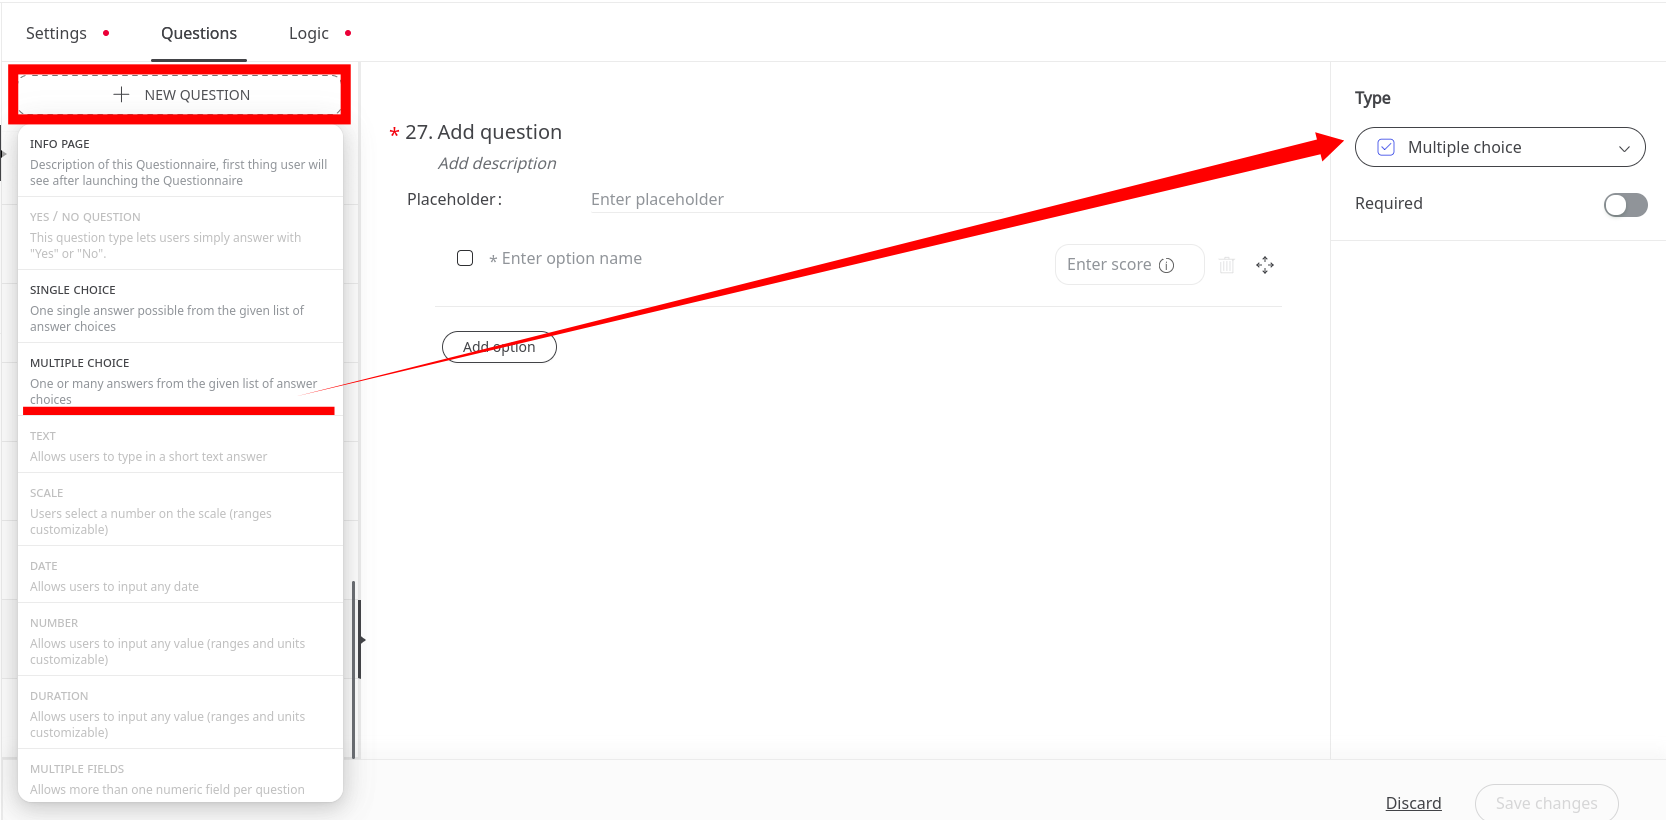 Settings
Questions
Logic
NEW QUESTION
INFO PAGE
Description of this Questionnaire, first thing user will
see after launching the Questionnaire
YES / NO QUESTION
This question type lets users simply answer with
"Yes" or "No".
SINGLE CHOICE
One single answer possible from the given list of
answer choices
MULTIPLE CHOICE
One or many answers from the given list of answer
choices
TEXT
Allows users to type in a short text answer
SCALE
Users select a number on the scale (ranges
customizable)
DATE
Allows users to input any date
NUMBER
Allows users to input any value (ranges and units
customizable)
DURATION
Allows users to input any value (ranges and units
customizable)
MULTIPLE FIELDS
Allows more than one numeric field per question
* 27. Add question
Add description
Placeholder: Enter placeholder
* Enter option name
Enter score
Add option
Type
Multiple choice
Required
Discard
Save changes